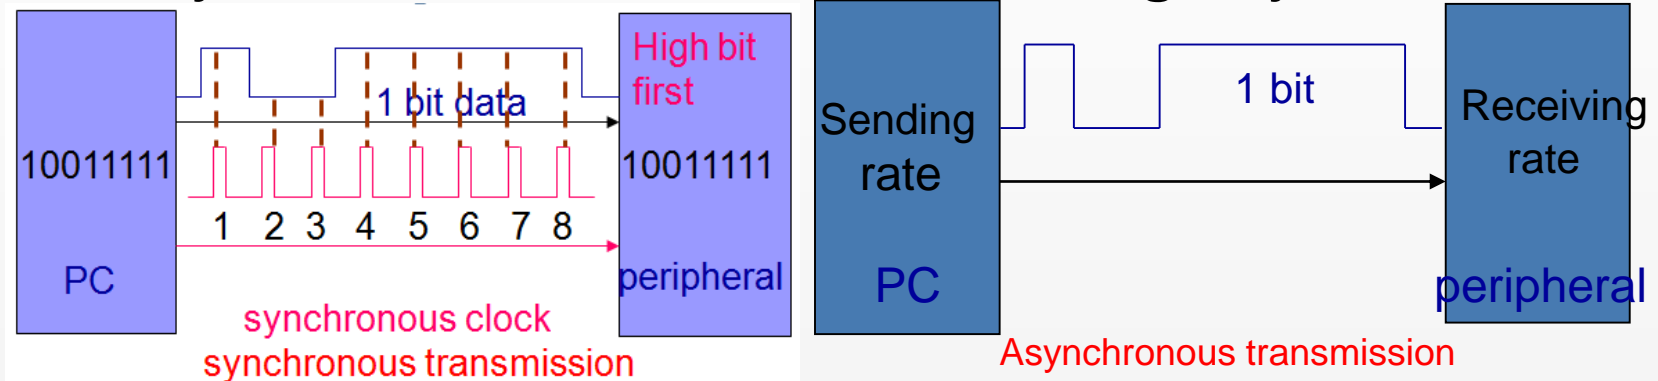 High bit
first
1 bit data
10011111
10011111
1 2 3 4 5 6 7 8
PC
peripheral
synchronous clock
synchronous transmission
1 bit
Sending
rate
Receiving
rate
PC
peripheral
Asynchronous transmission